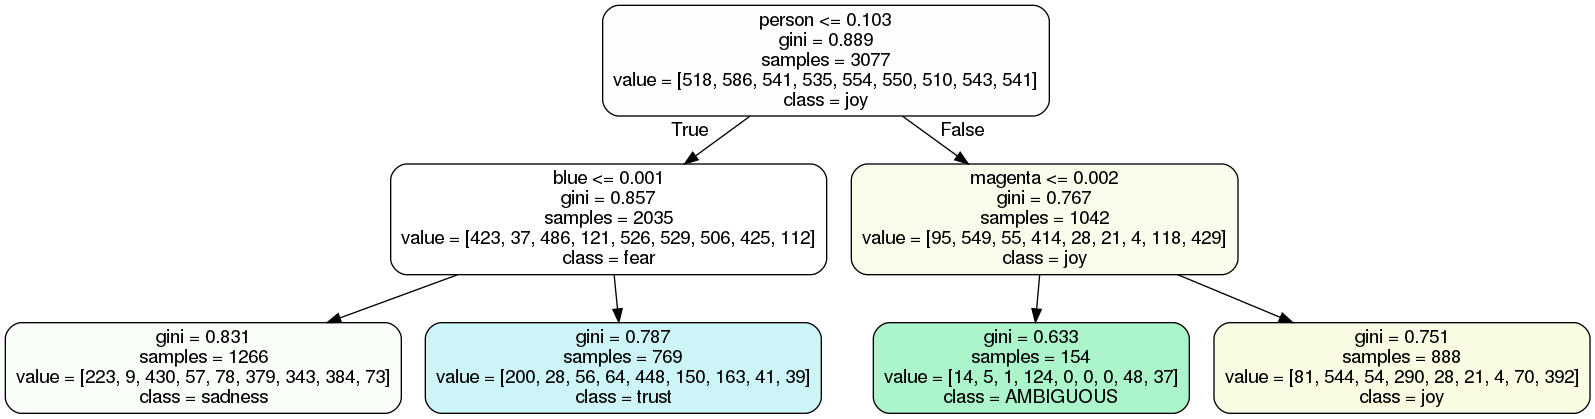 person <= 0.103
gini = 0.889
samples = 3077
value = [518, 586, 541, 535, 554, 550, 510, 543, 541]
class = joy
True
False
blue <= 0.001
gini = 0.857
samples = 2035
value = [423, 37, 486, 121, 526, 529, 506, 425, 112]
class = fear
magenta <= 0.002
gini = 0.767
samples = 1042
value = [95, 549, 55, 414, 28, 21, 4, 118, 429]
class = joy
gini = 0.831
samples = 1266
value = [223, 9, 430, 57, 78, 379, 343, 384, 73]
class = sadness
gini = 0.787
samples = 769
value = [200, 28, 56, 64, 448, 150, 163, 41, 39]
class = trust
gini = 0.633
samples = 154
value = [14, 5, 1, 124, 0, 0, 0, 48, 37]
class = AMBIGUOUS
gini = 0.751
samples = 888
value = [81, 544, 54, 290, 28, 21, 4, 70, 392]
class = joy